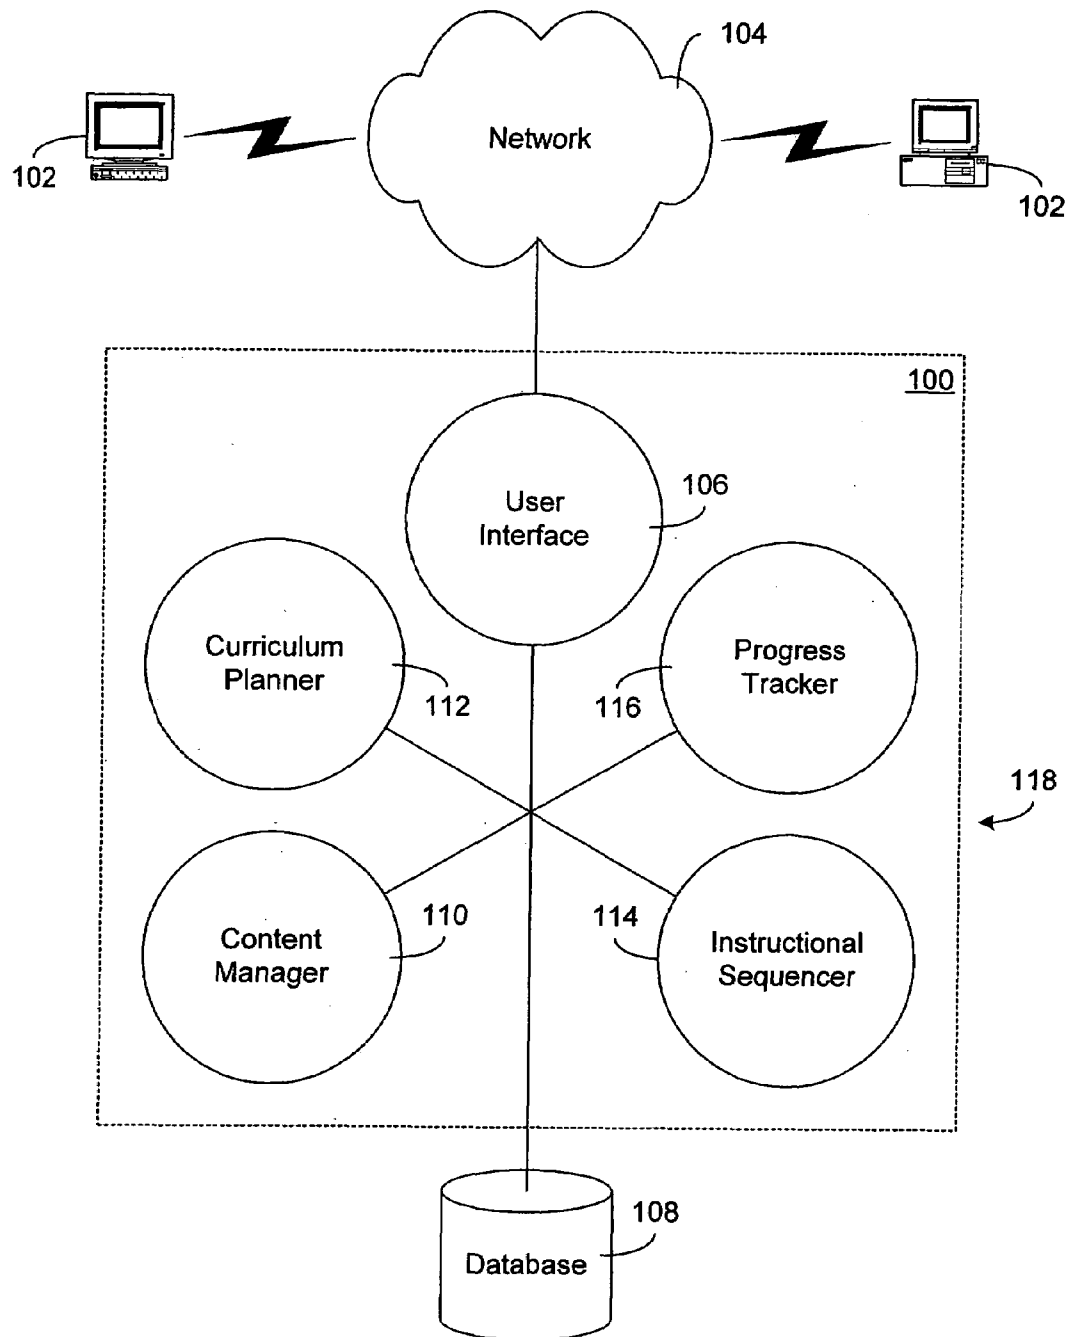 104
Network
102
102
100
User
Interface
106
Curriculum
Planner
112
Progress
Tracker
116
118
Content
Manager
110
Instructional
Sequencer
114
Database
108